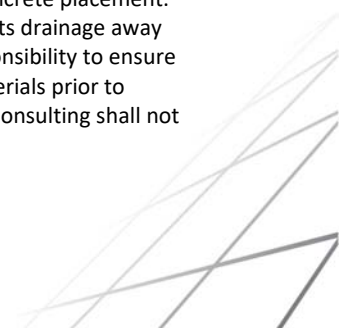 ncrete placement.
ts drainage away
onsibility to ensure
erials prior to
onsulting shall not